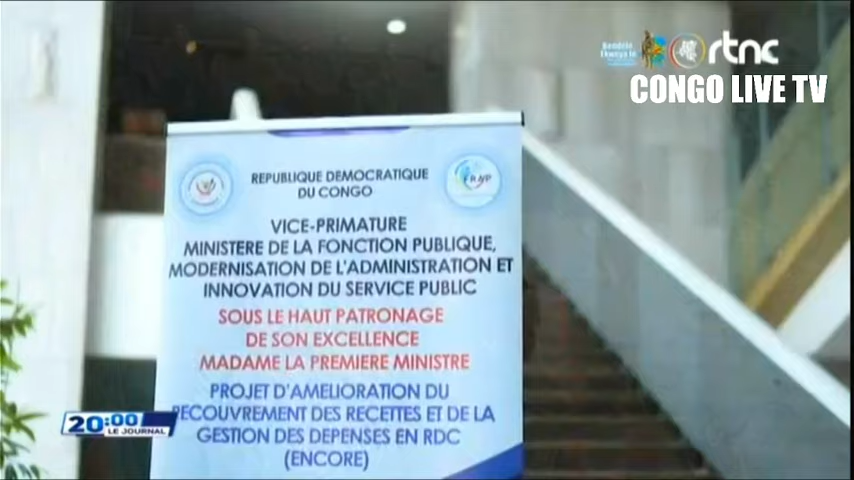 rtnc
CONGO LIVE TV
REPUBLIQUE DEMOCRATIQUE
DU CONGO
VICE-PRIMATURE
MINISTERE DE LA FONCTION PUBLIQUE,
MODERNISATION DE L'ADMINISTRATION ET
INNOVATION DU SERVICE PUBLIC
SOUS LE HAUT PATRONAGE
DE SON EXCELLENCE
MADAME LA PREMIERE MINISTRE
PROJET D'AMELIORATION DU
RECOUVREMENT DES RECETTES ET DE LA
GESTION DES DEPENSES EN RDC
(ENCORE)
20:00
LE JOURNAL